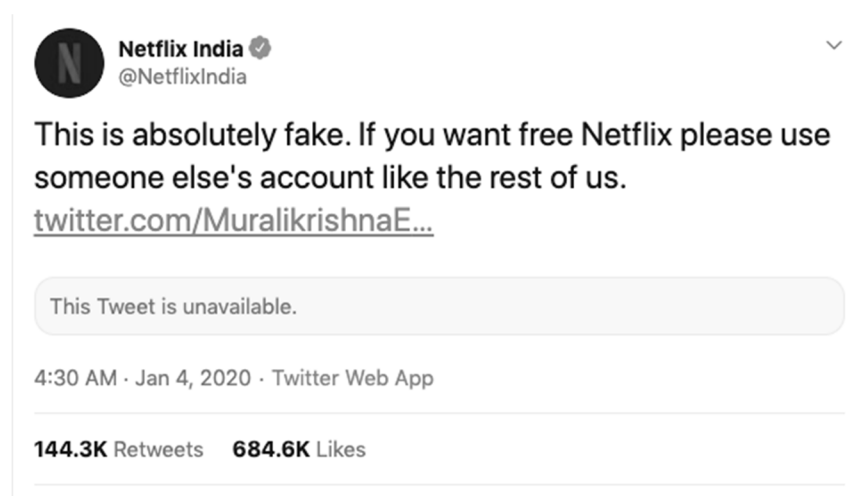 N
Netflix India
@NetflixIndia
This is absolutely fake. If you want free Netflix please use
someone else's account like the rest of us.
twitter.com/MuralikrishnaE...
This Tweet is unavailable.
4:30 AM · Jan 4, 2020 · Twitter Web App
144.3K Retweets 684.6K Likes